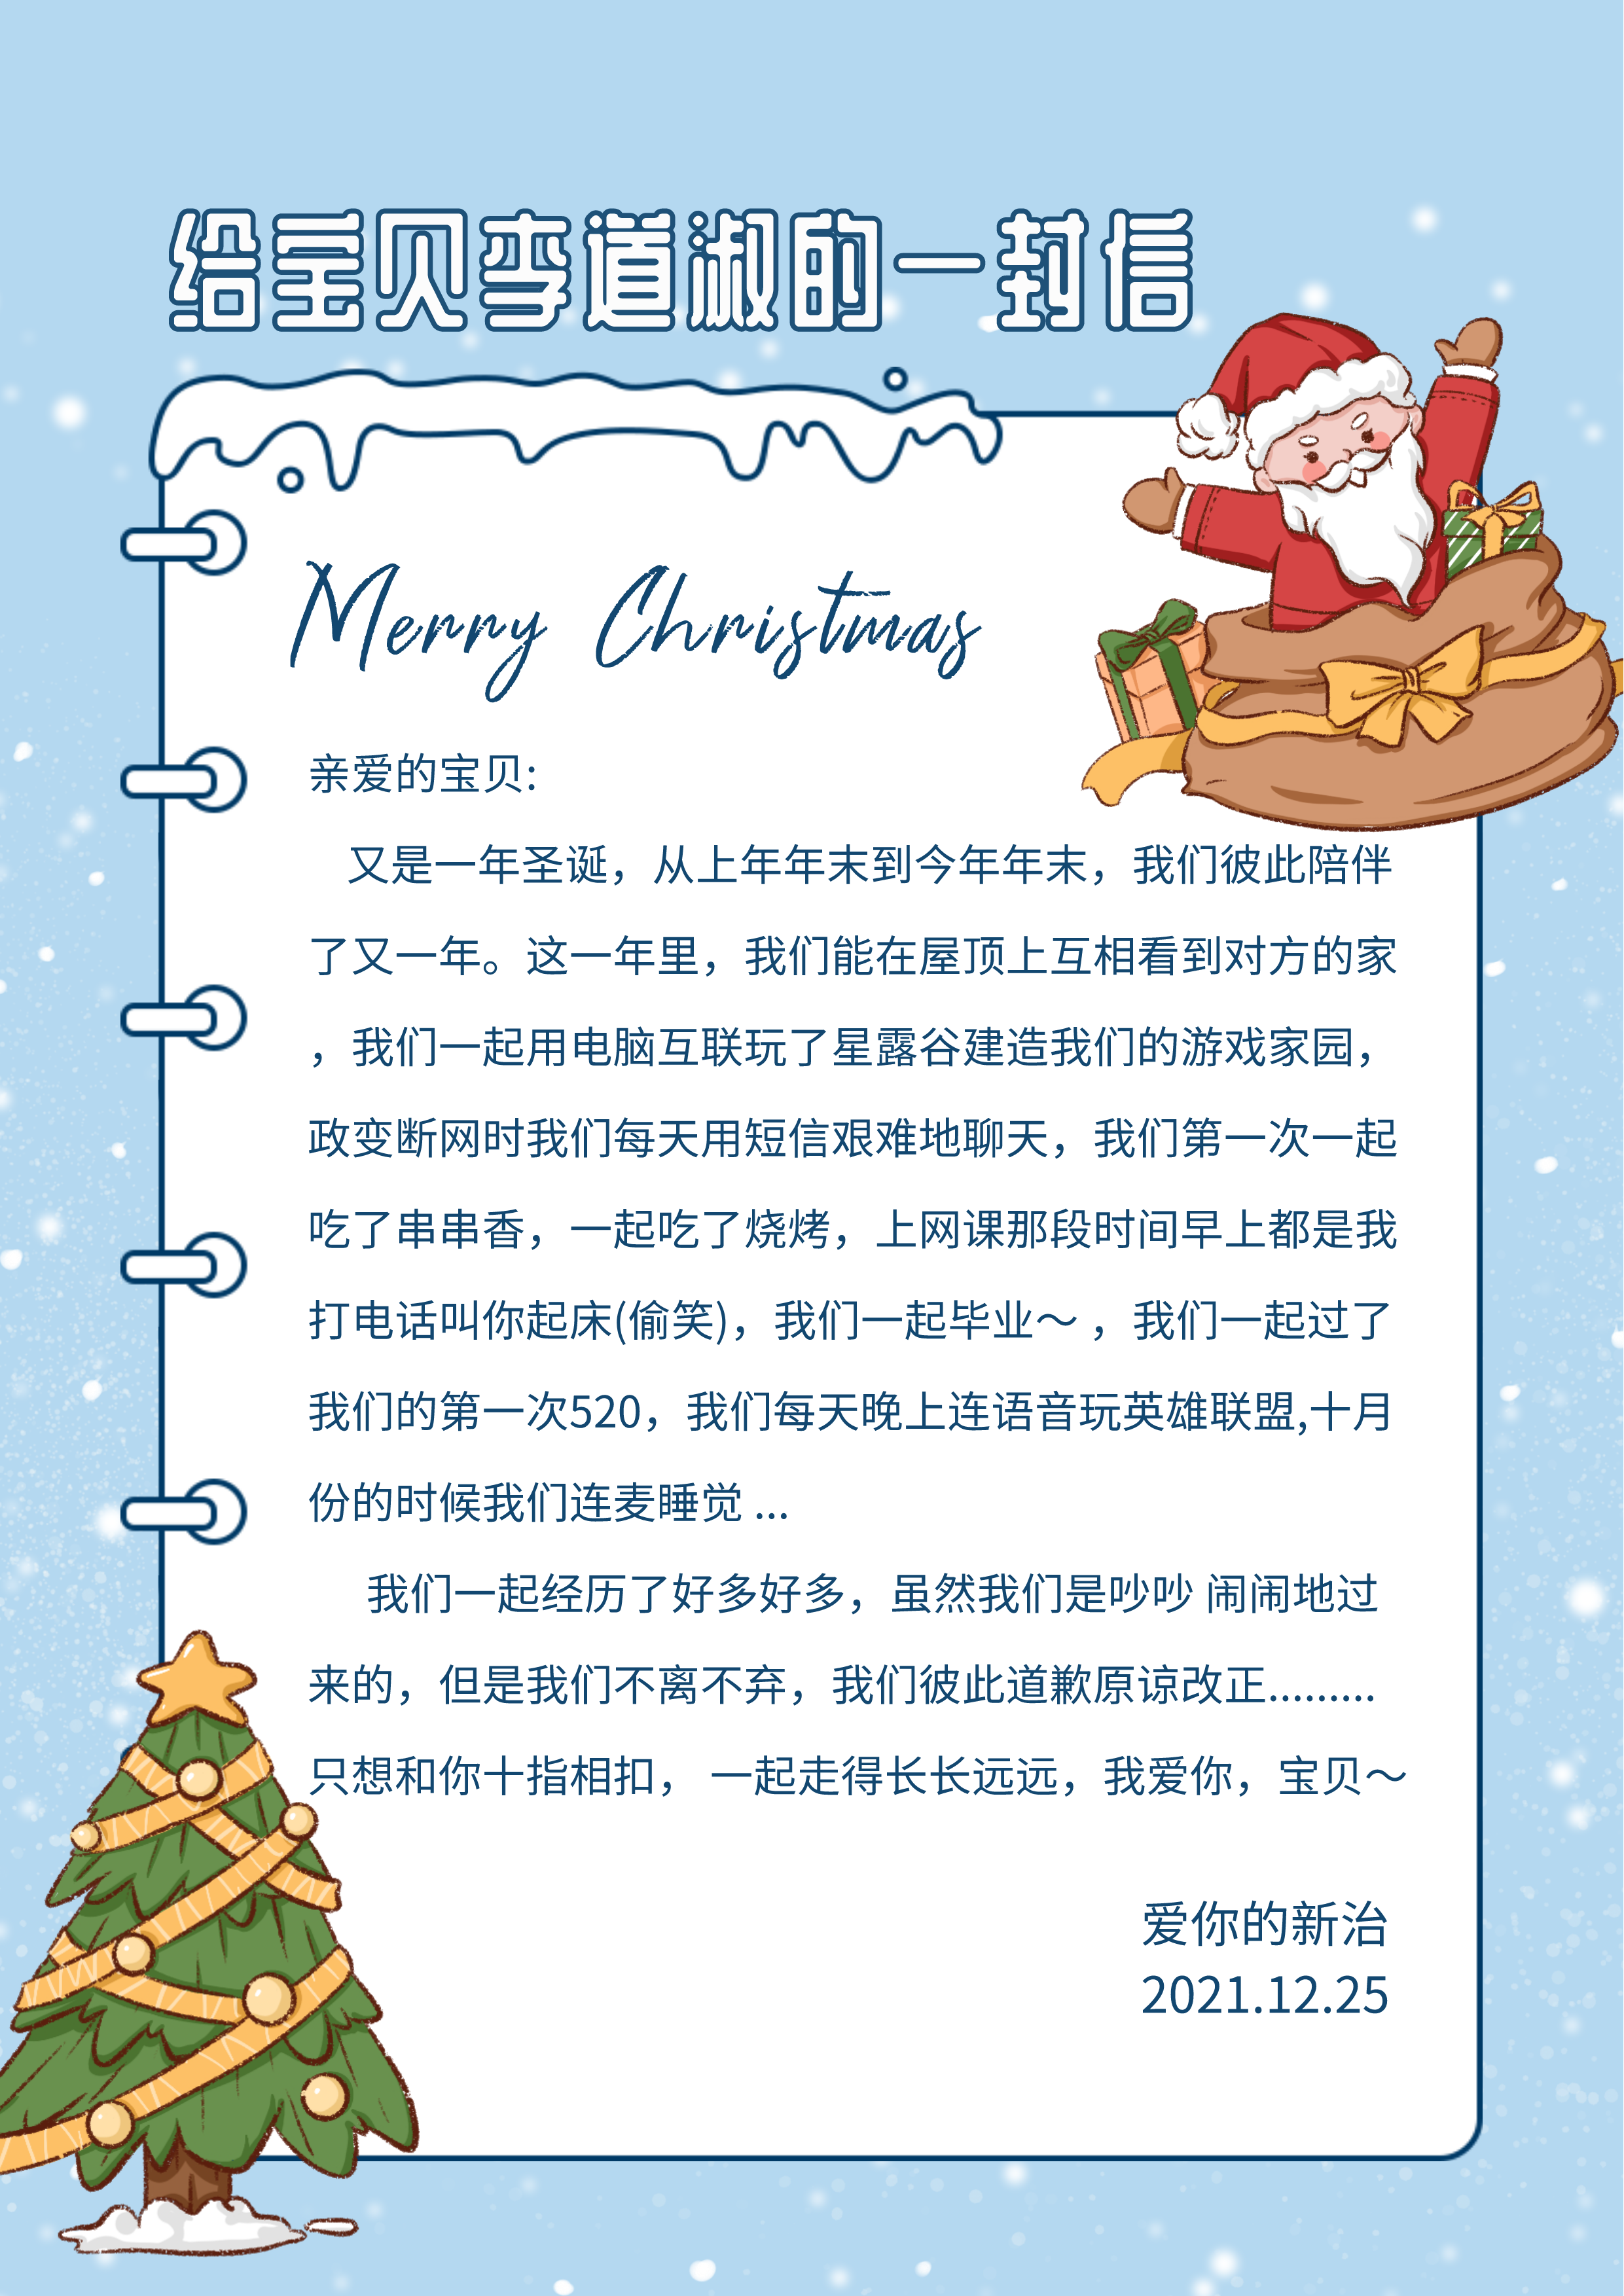 给宝贝李道淑的一封信
Merry Christmas
亲爱的宝贝:
又是一年圣诞，从上年年末到今年年末，我们彼此陪伴
了又一年。这一年里，我们能在屋顶上互相看到对方的家
，我们一起用电脑互联玩了星露谷建造我们的游戏家园，
政变断网时我们每天用短信艰难地聊天，我们第一次一起
吃了串串香，一起吃了烧烤，上网课那段时间早上都是我
打电话叫你起床(偷笑)，我们一起毕业～ ，我们一起过了
我们的第一次520，我们每天晚上连语音玩英雄联盟,十月
份的时候我们连麦睡觉 ...
我们一起经历了好多好多，虽然我们是吵吵 闹闹地过
来的，但是我们不离不弃，我们彼此道歉原谅改正.........
只想和你十指相扣， 一起走得长长远远，我爱你，宝贝～
爱你的新治
2021.12.25